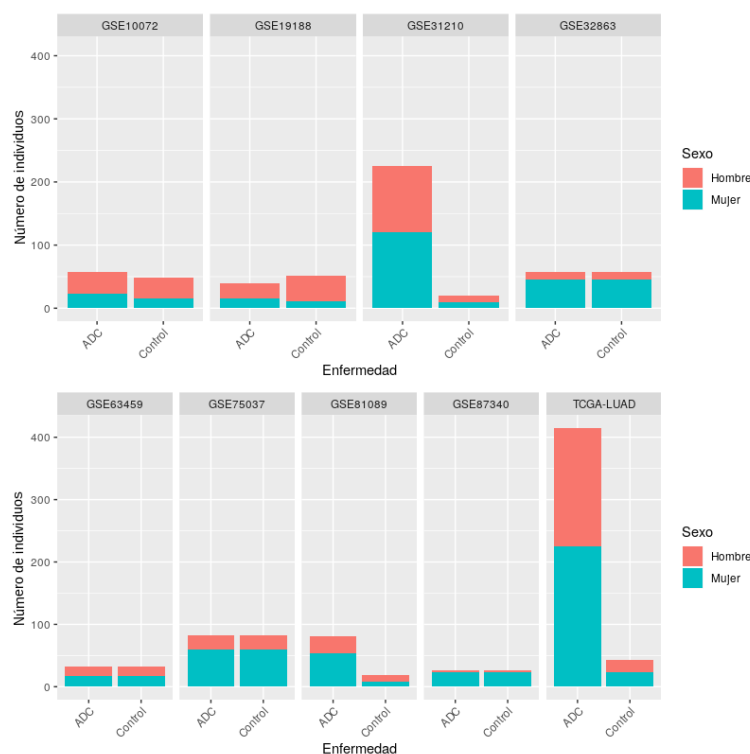 GSE10072 GSE19188 GSE31210 GSE32863
400
300
200
100
0
Número de individuos
ADC Control ADC Control ADC Control ADC Control
Enfermedad
Sexo
Hombre
Mujer
GSE63459 GSE75037 GSE81089 GSE87340 TCGA-LUAD
400
300
200
100
0
Número de individuos
ADC Control ADC Control ADC Control ADC Control ADC Control
Enfermedad
Sexo
Hombre
Mujer